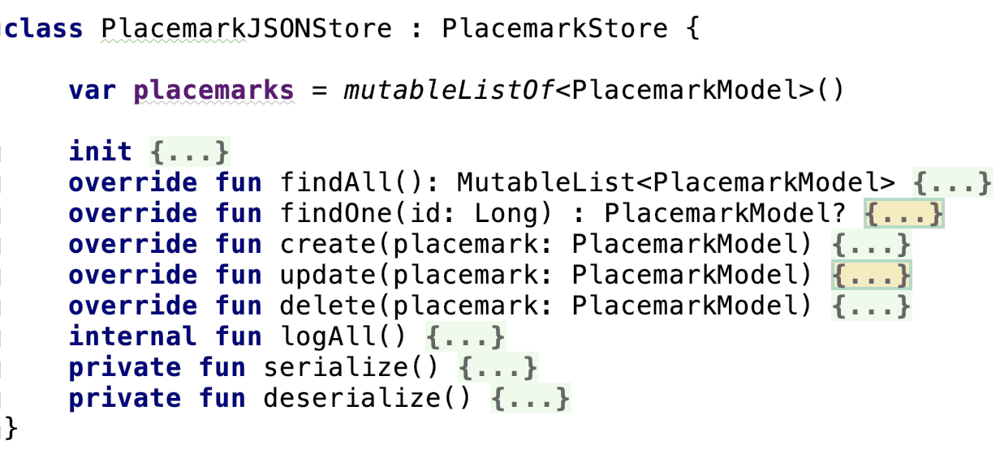 class PlacemarkJSONStore : PlacemarkStore {
var placemarks = mutableListOf<PlacemarkModel>()
init {...}
override fun findAll(): MutableList<PlacemarkModel> {...}
override fun findOne(id: Long) : PlacemarkModel? {...}
override fun create(placemark: PlacemarkModel) {...}
override fun update(placemark: PlacemarkModel) {...}
override fun delete(placemark: PlacemarkModel) {...}
internal fun logAll() {...}
private fun serialize() {...}
private fun deserialize() {...}
}